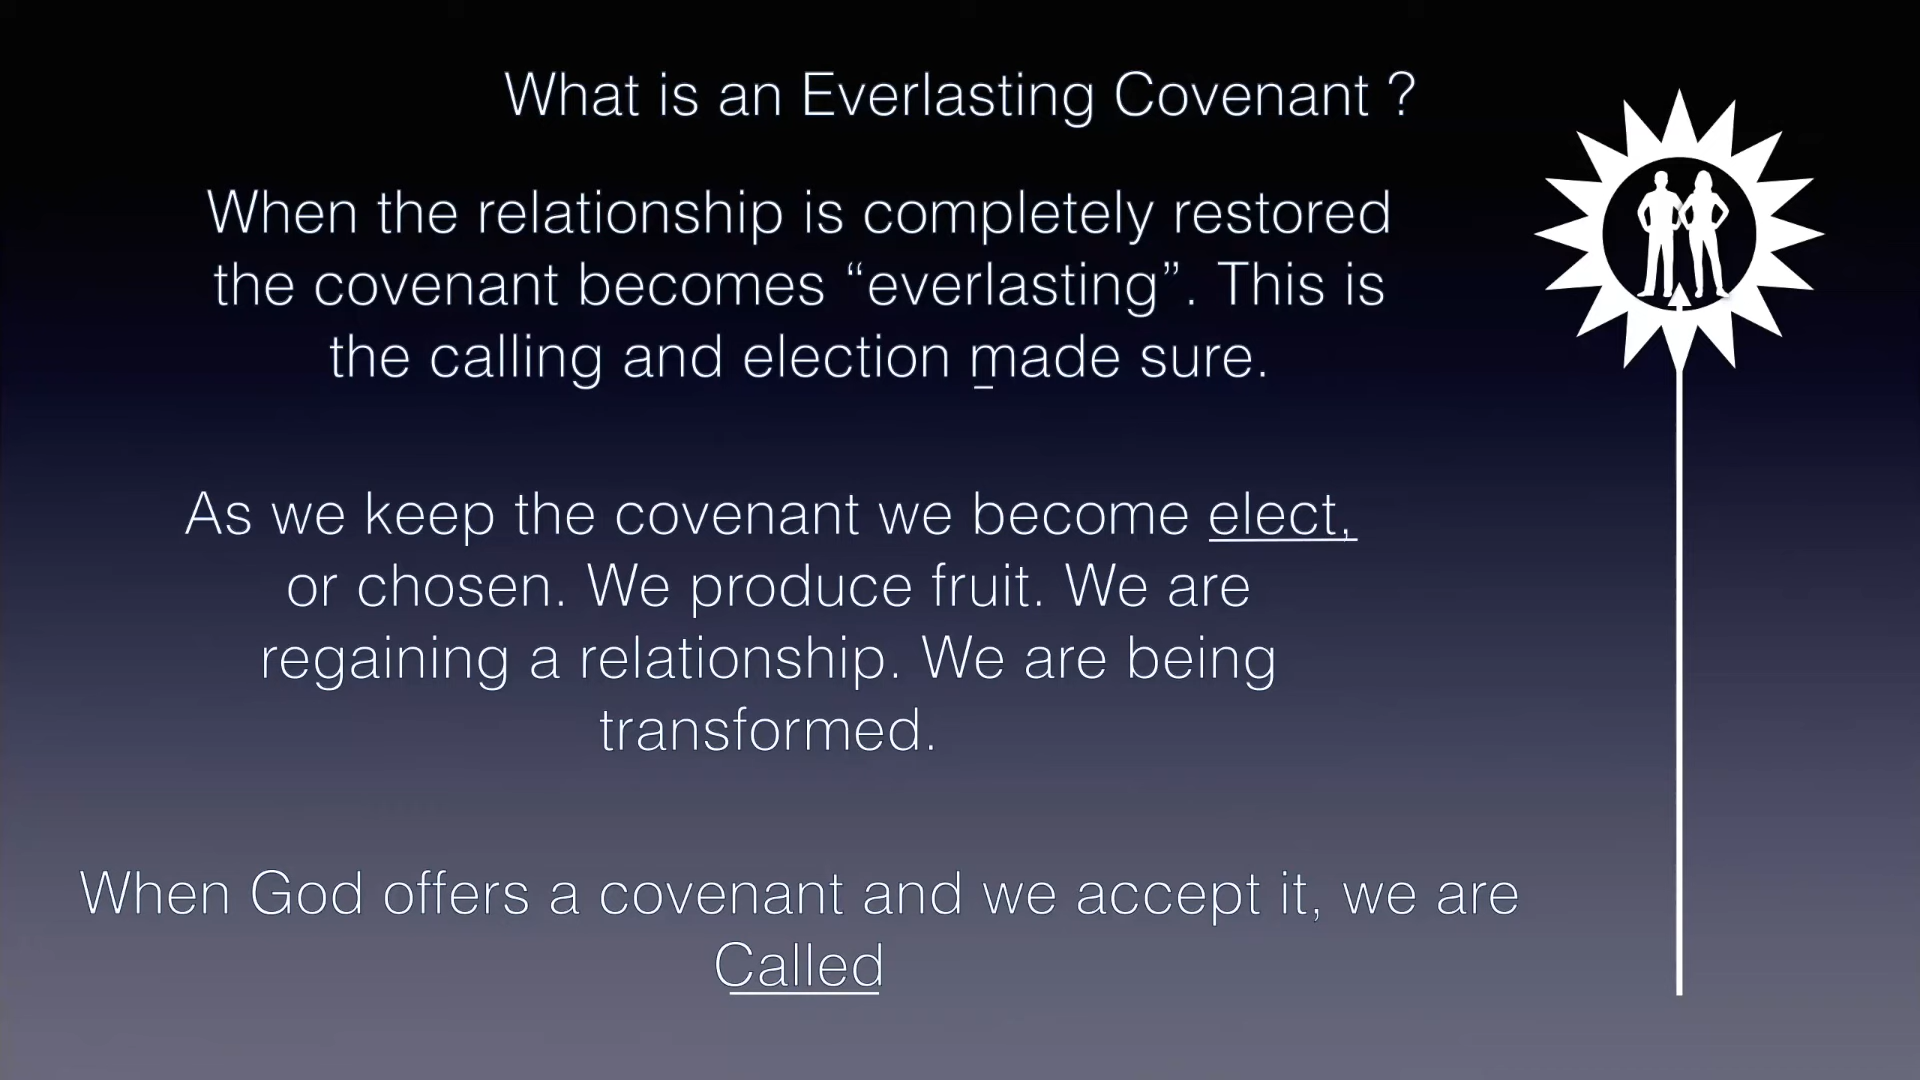 What is an Everlasting Covenant ?
When the relationship is completely restored
the covenant becomes “everlasting”. This is
the calling and election made sure.
As we keep the covenant we become elect,
or chosen. We produce fruit. We are
regaining a relationship. We are being
transformed.
When God offers a covenant and we accept it, we are
Called